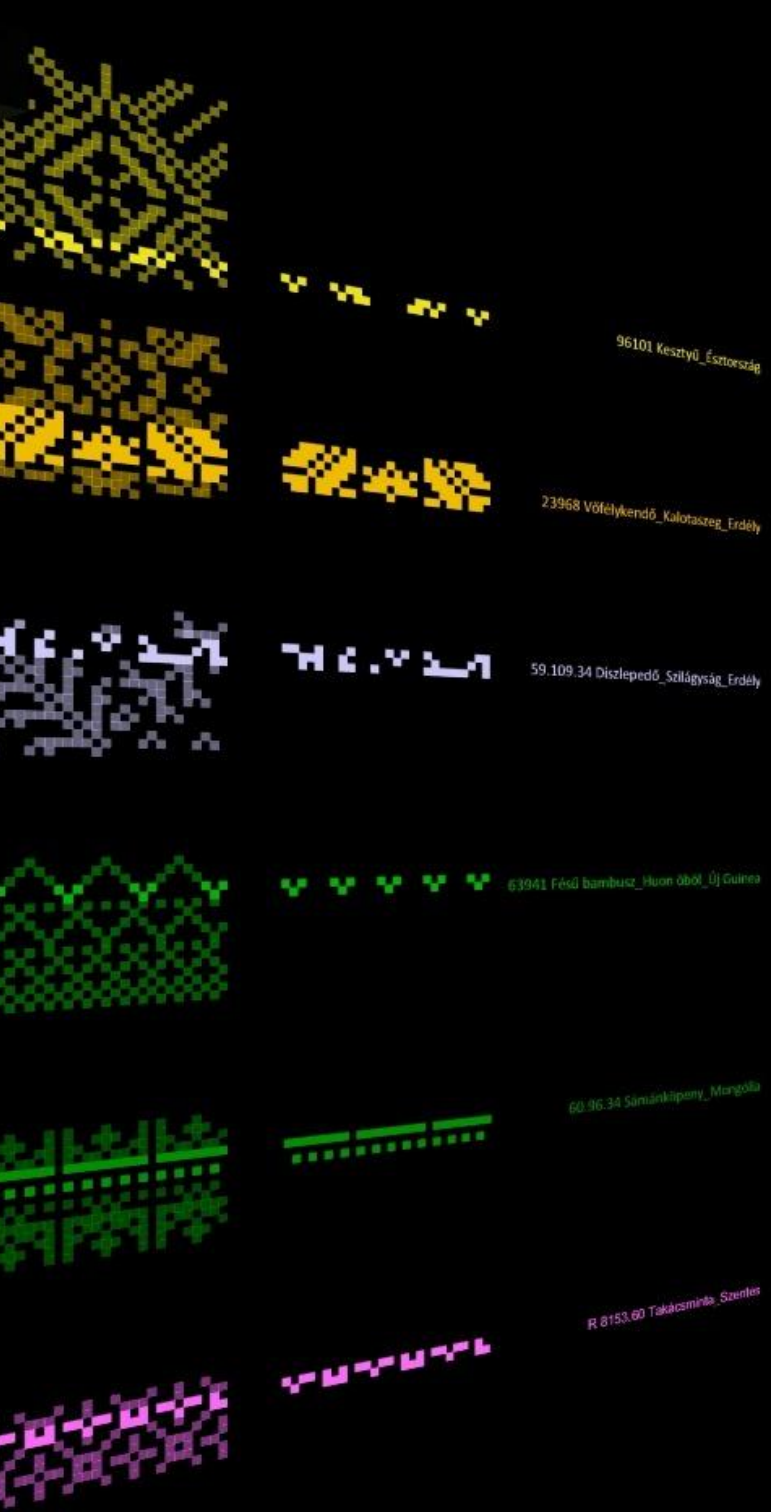 96101 Kesztyű_Észtország
23968 Vőfélykendő_Kalotaszeg_Erdély
59.109.34 Díszlepedő_Szilágyság_Erdély
63941 Fésű bambusz_Huon öböl_Új Guinea
60.96.34 Sámánköpeny_Mongólia
R 8153.60 Takácsminta_Szentes